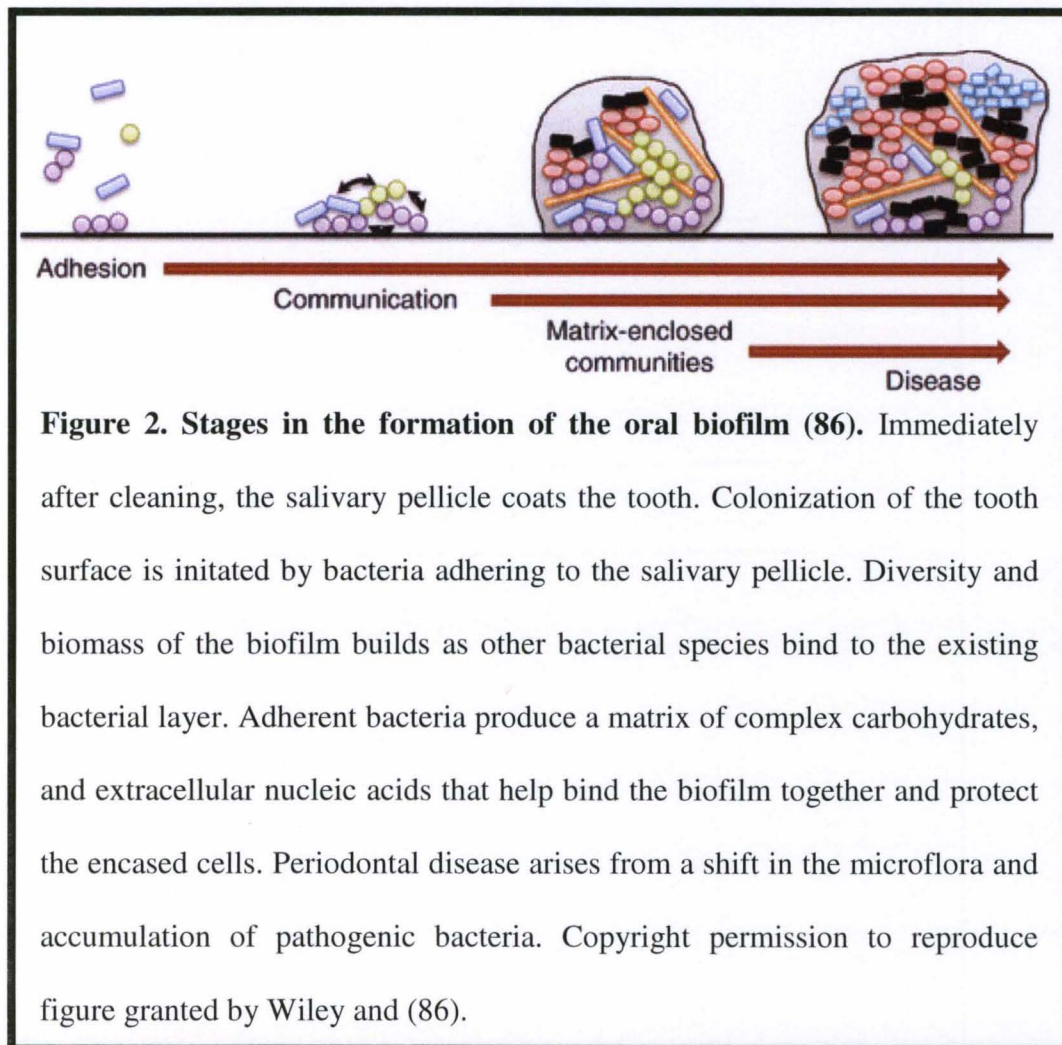 Adhesion
Communication
Matrix-enclosed
communities
Disease
Figure 2. Stages in the formation of the oral biofilm (86). Immediately
after cleaning, the salivary pellicle coats the tooth. Colonization of the tooth
surface is initated by bacteria adhering to the salivary pellicle. Diversity and
biomass of the biofilm builds as other bacterial species bind to the existing
bacterial layer. Adherent bacteria produce a matrix of complex carbohydrates,
and extracellular nucleic acids that help bind the biofilm together and protect
the encased cells. Periodontal disease arises from a shift in the microflora and
accumulation of pathogenic bacteria. Copyright permission to reproduce
figure granted by Wiley and (86).